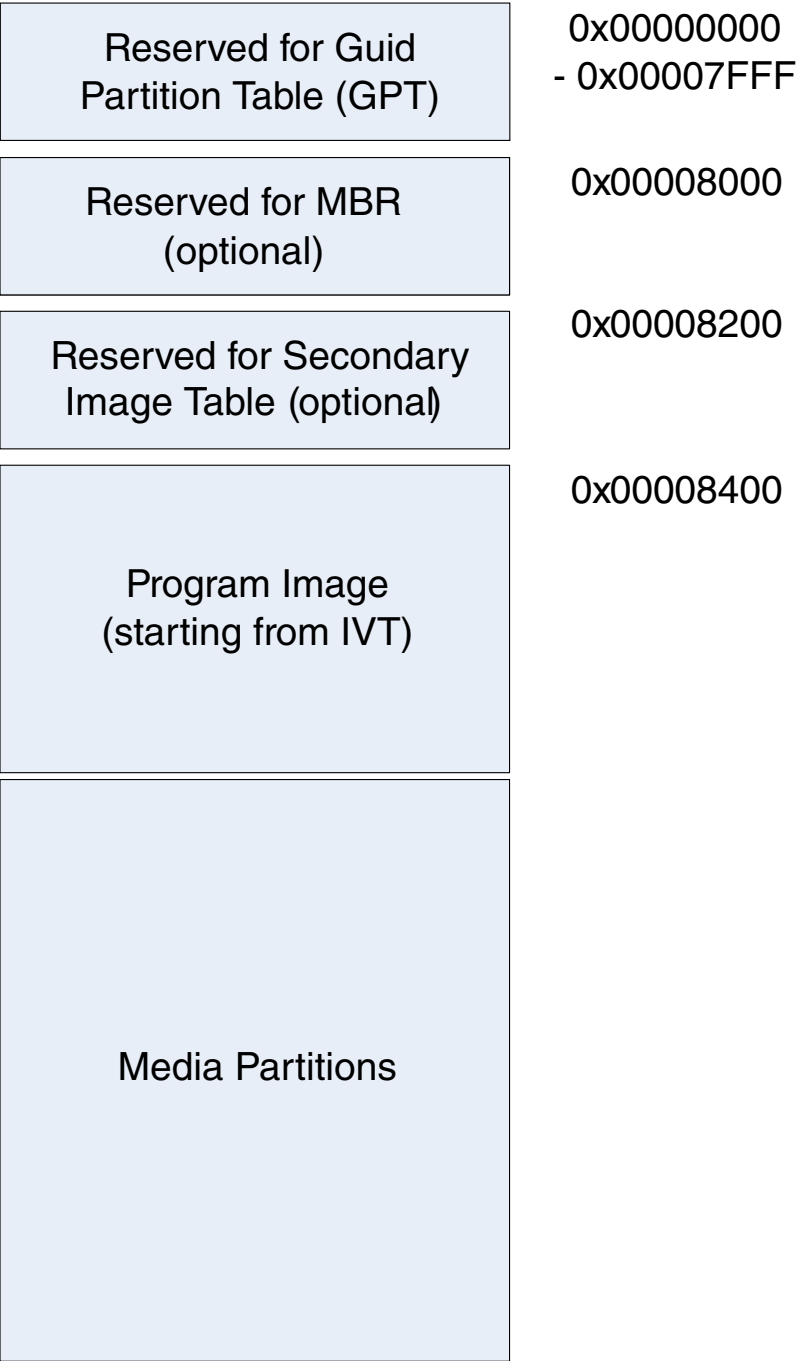 Reserved for Guid
Partition Table (GPT)
0x00000000
- 0x00007FFF
Reserved for MBR
(optional)
0x00008000
Reserved for Secondary
Image Table (optional)
0x00008200
Program Image
(starting from IVT)
0x00008400
Media Partitions